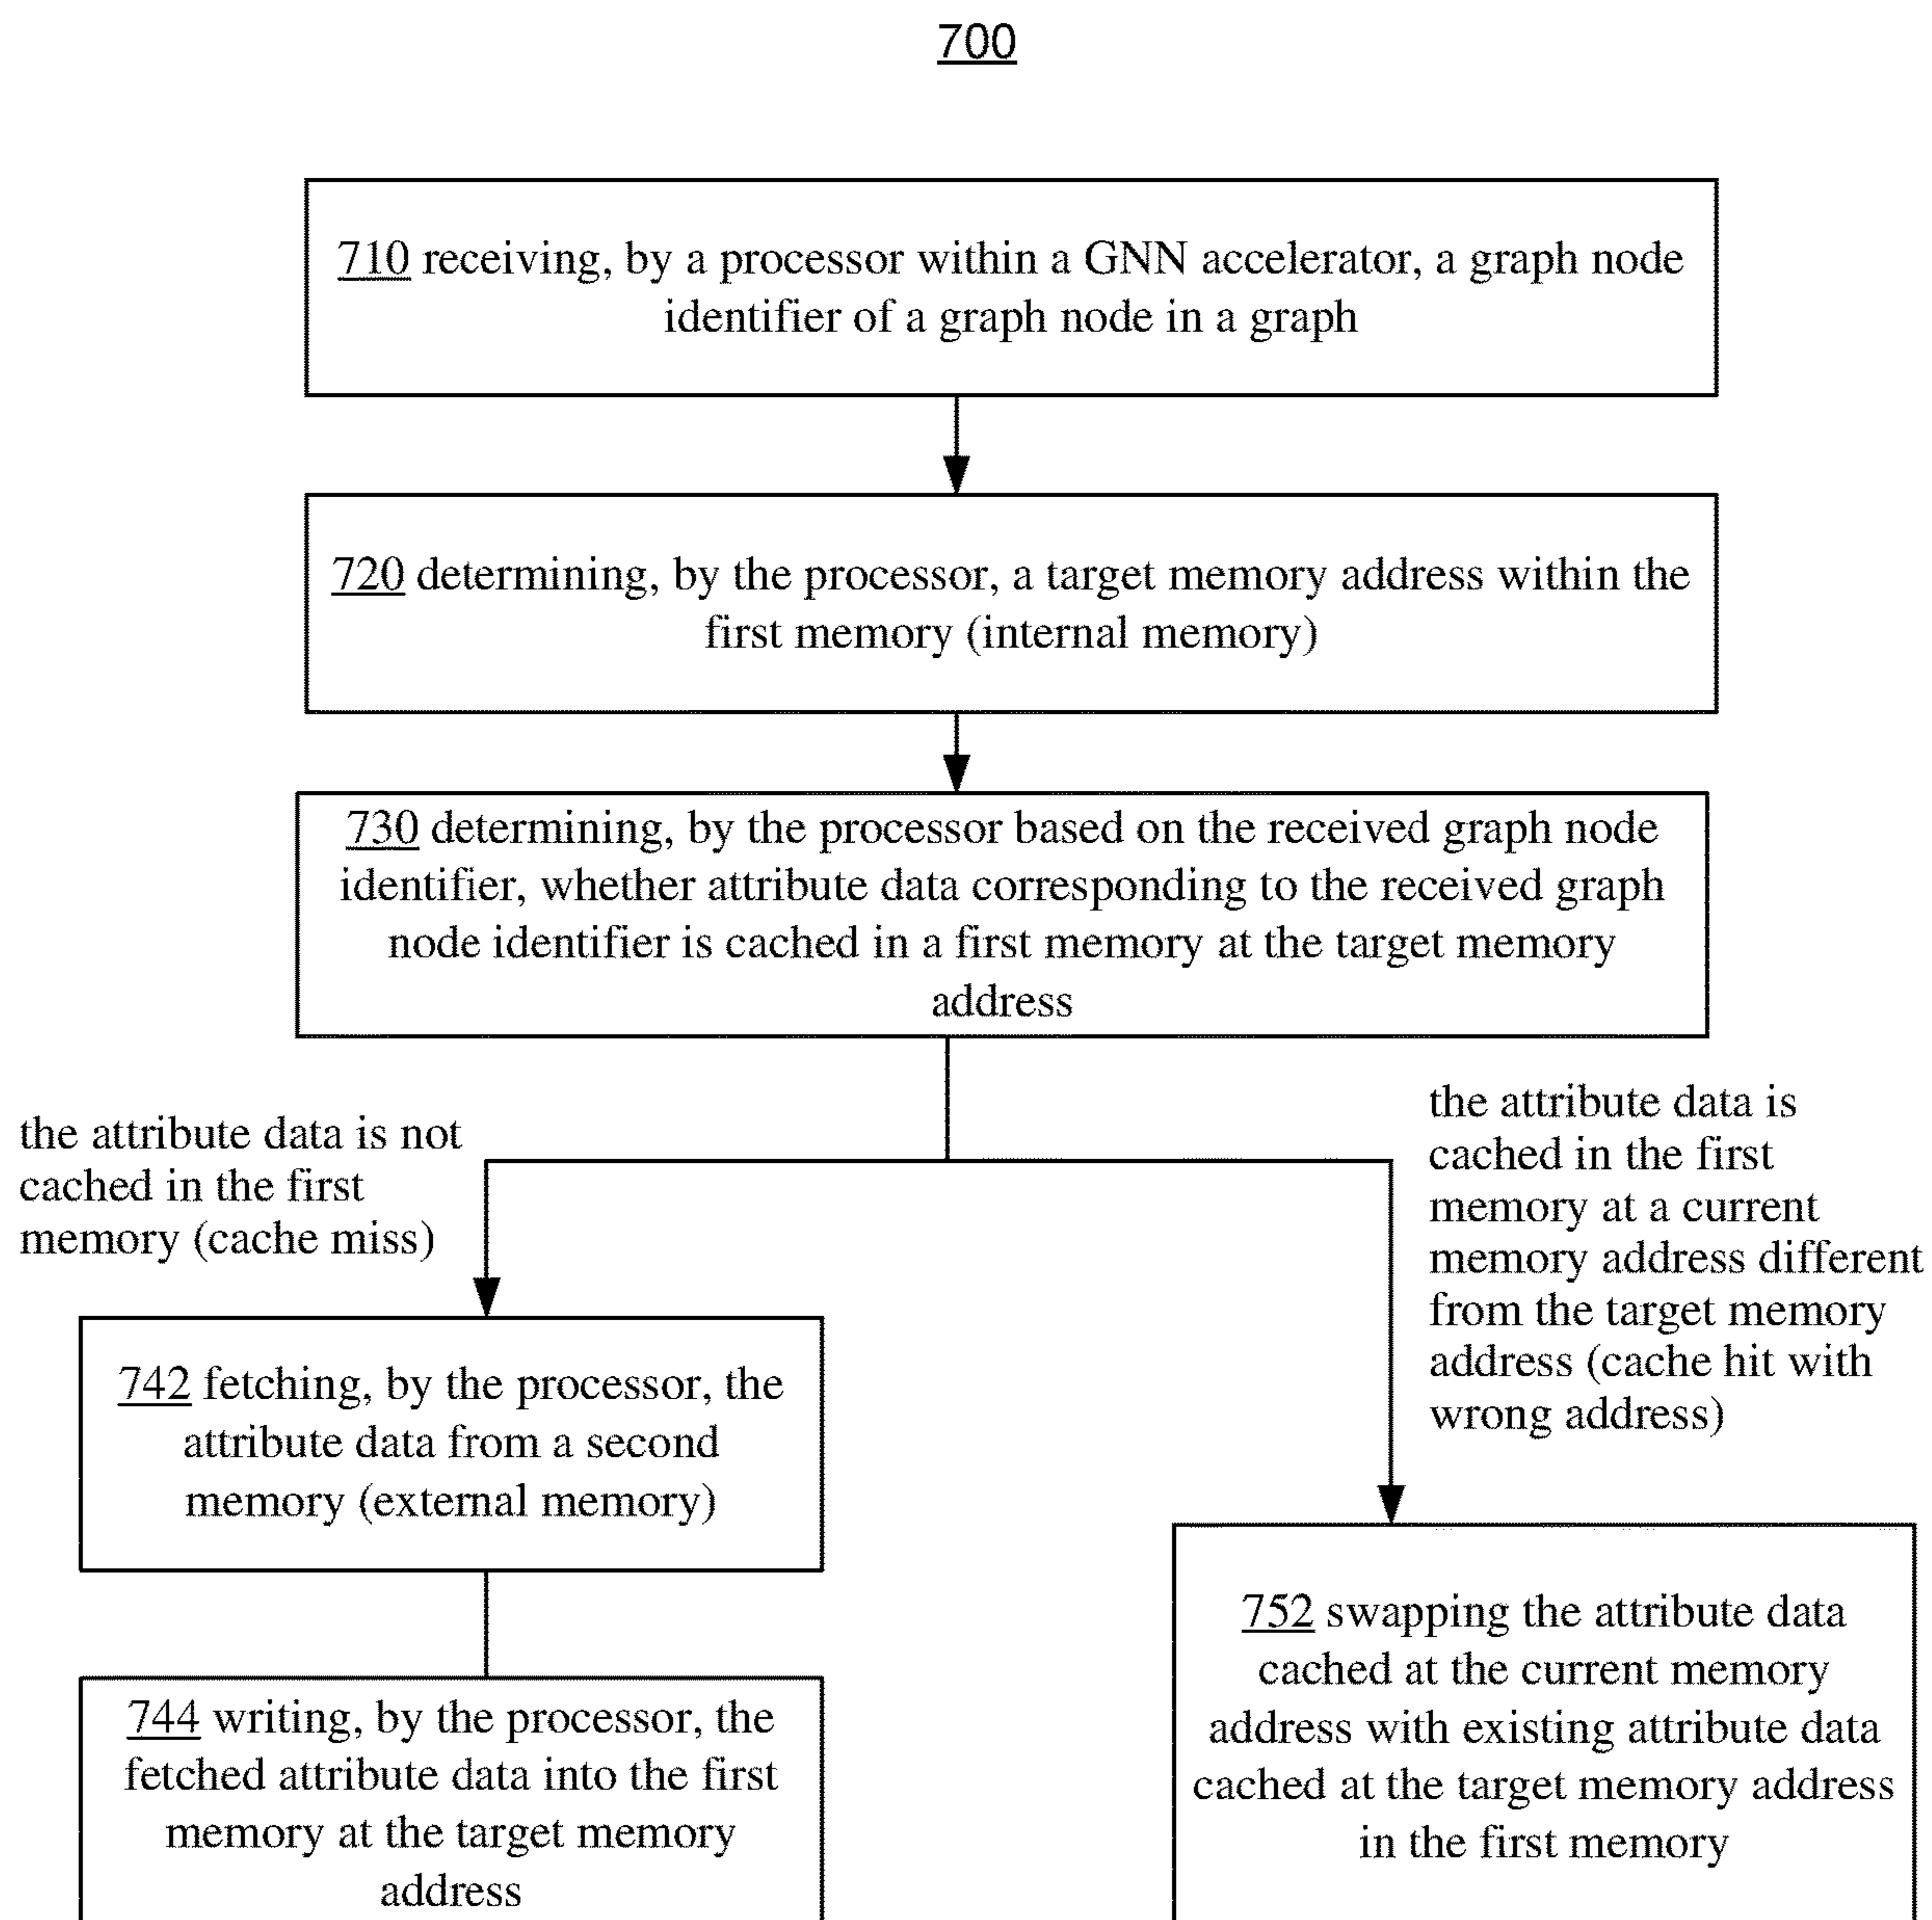 700
710 receiving, by a processor within a GNN accelerator, a graph node
identifier of a graph node in a graph
720 determining, by the processor, a target memory address within the
first memory (internal memory)
730 determining, by the processor based on the received graph node
identifier, whether attribute data corresponding to the received graph
node identifier is cached in a first memory at the target memory
address
the attribute data is not
cached in the first
memory (cache miss)
the attribute data is
cached in the first
memory at a current
memory address different
from the target memory
address (cache hit with
wrong address)
742 fetching, by the processor, the
attribute data from a second
memory (external memory)
744 writing, by the processor, the
fetched attribute data into the first
memory at the target memory
address
752 swapping the attribute data
cached at the current memory
address with existing attribute data
cached at the target memory address
in the first memory